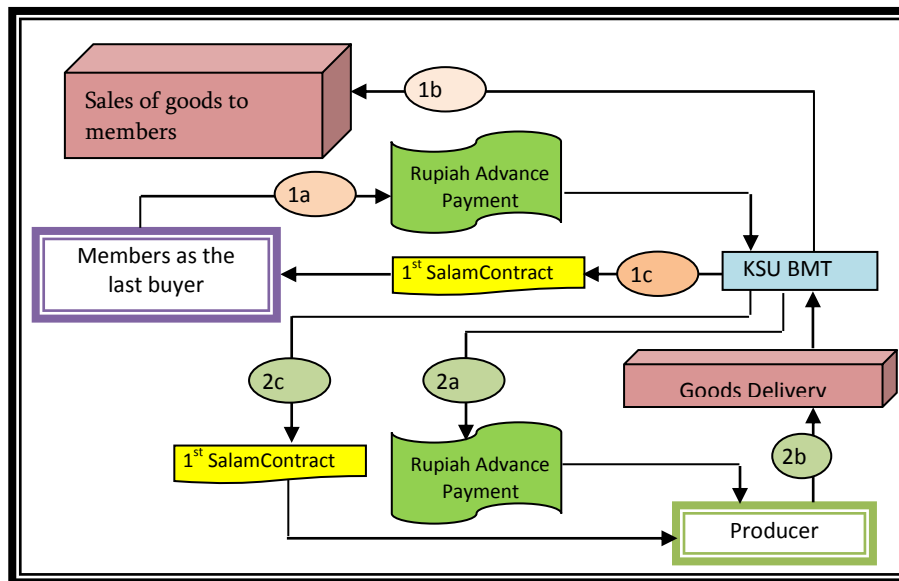 Sales of goods to
members
1b
Rupiah Advance
Payment
1a
Members as the
last buyer
1st SalamContract
1c
KSU BMT
2c
2a
Goods Delivery
1st SalamContract
Rupiah Advance
Payment
2b
Producer